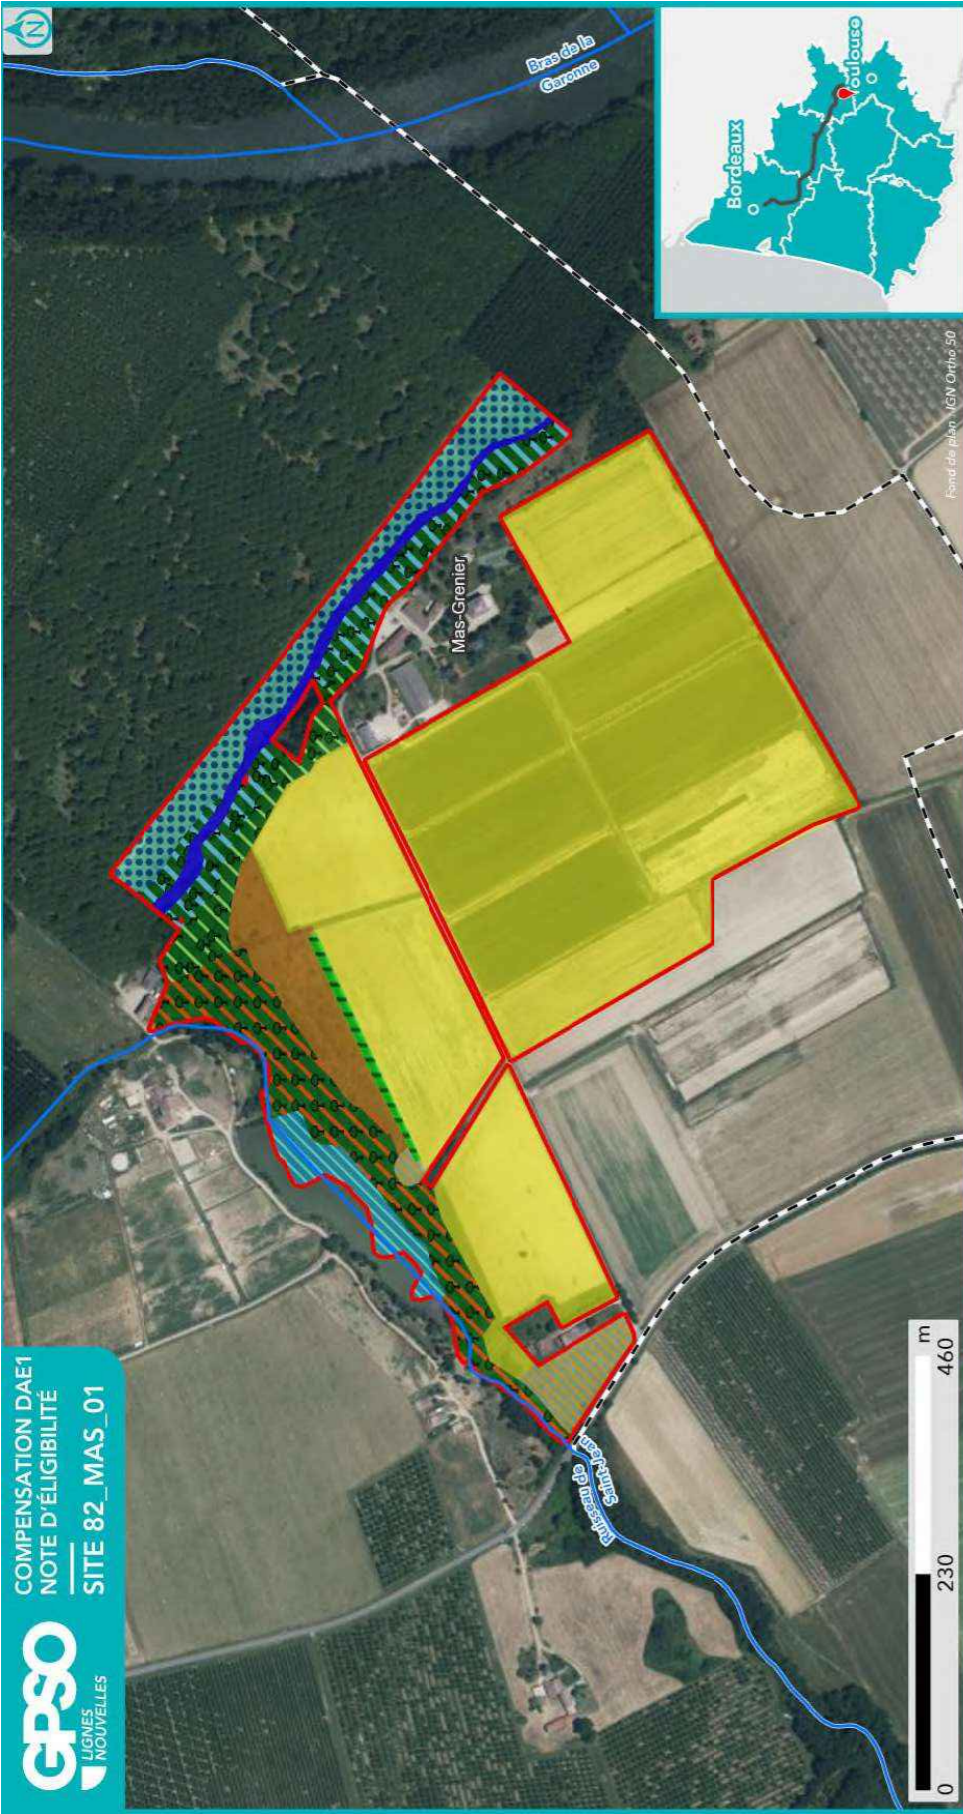 GPSO
LIGNES
NOUVELLES
COMPENSATION DAE1
NOTE D'ÉLIGIBILITÉ
SITE 82_MAS_01
N
Bras de la
Garonne
Mas-Grenier
Ruisseau de
Saint-Jean
0
230
460
m
Bordeaux
Toulouse
Fond de plan : IGN Ortho 50